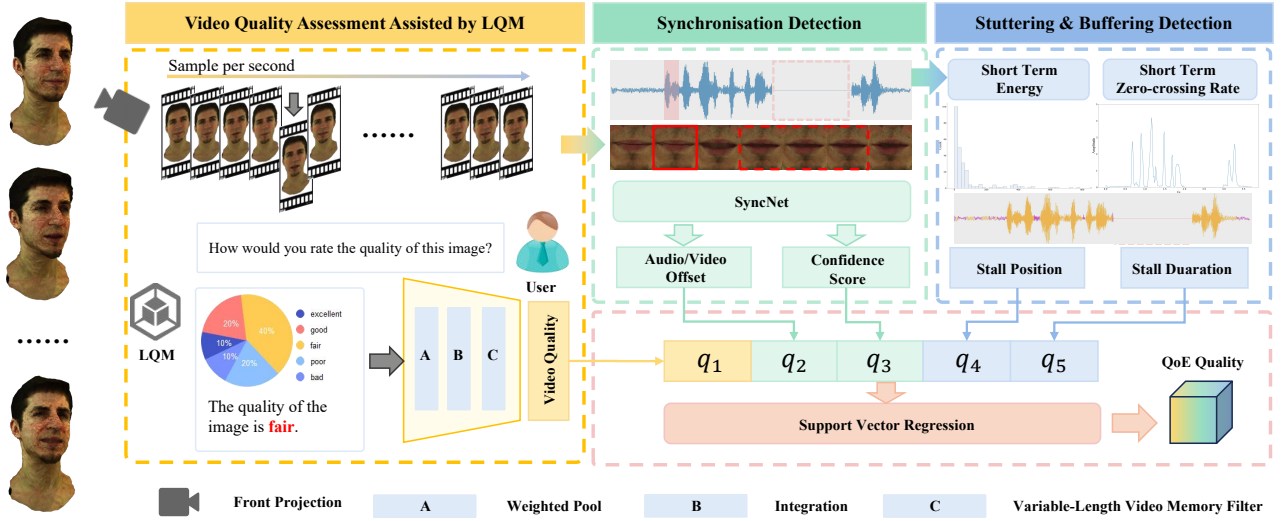 Video Quality Assessment Assisted by LQM
Synchronisation Detection
Stuttering & Buffering Detection
Sample per second
......
......
How would you rate the quality of this image?
User
LQM
40%
20%
10%
10%
20%
excellent
good
fair
poor
bad
The quality of the
image is fair.
A
B
C
Video Quality
SyncNet
Audio/Video
Offset
Confidence
Score
Short Term
Energy
Short Term
Zero-crossing Rate
Stall Position
Stall Duaration
q1
q2
q3
q4
q5
QoE Quality
Support Vector Regression
......
Front Projection
A
Weighted Pool
B
Integration
C
Variable-Length Video Memory Filter